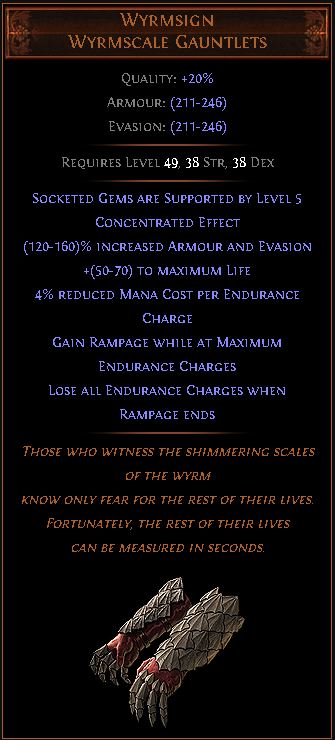 Wyrmsign
Wyrmscale Gauntlets
Quality: +20%
Armour: (211-246)
Evasion: (211-246)
Requires Level 49, 38 Str, 38 Dex
Socketed Gems are Supported by Level 5
Concentrated Effect
(120-160)% increased Armour and Evasion
+(50-70) to maximum Life
4% reduced Mana Cost per Endurance
Charge
Gain Rampage while at Maximum
Endurance Charges
Lose all Endurance Charges when
Rampage ends
Those who witness the shimmering scales
of the wyrm
know only fear for the rest of their lives.
Fortunately, the rest of their lives
can be measured in seconds.